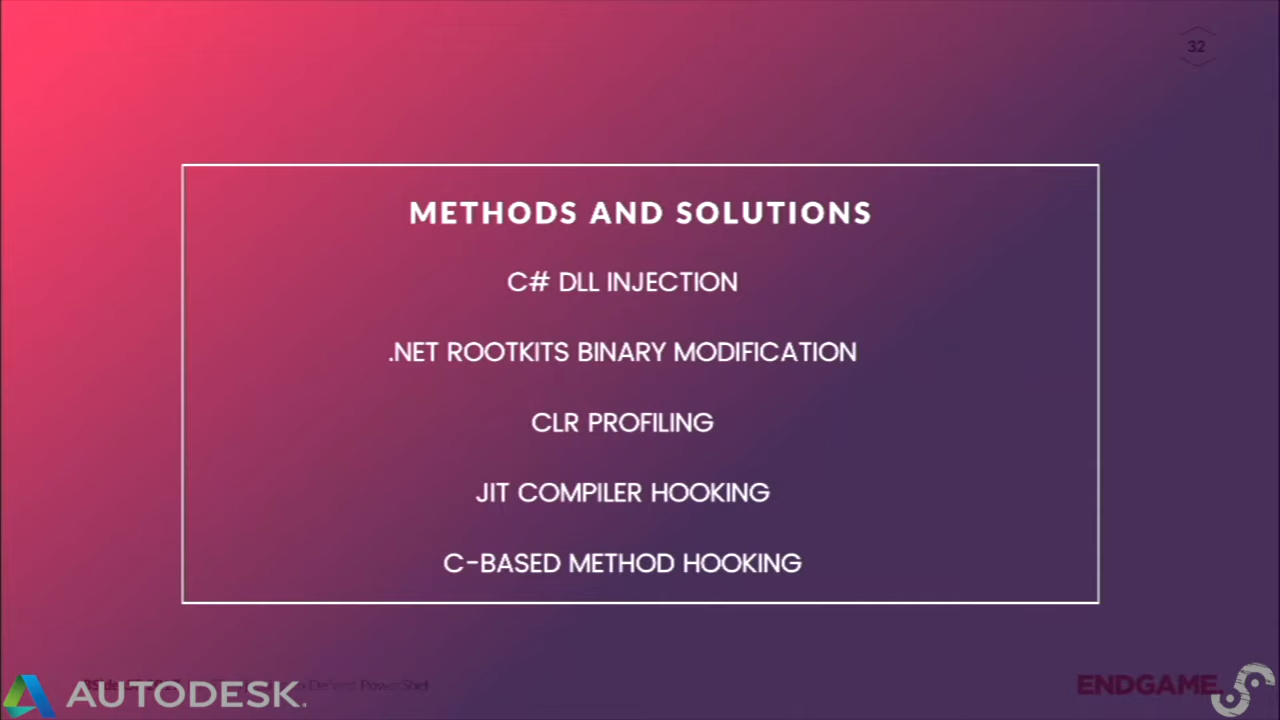 32
METHODS AND SOLUTIONS
C# DLL INJECTION
.NET ROOTKITS BINARY MODIFICATION
CLR PROFILING
JIT COMPILER HOOKING
C-BASED METHOD HOOKING
AUTODESK.
PowerShell
ENDGAME.